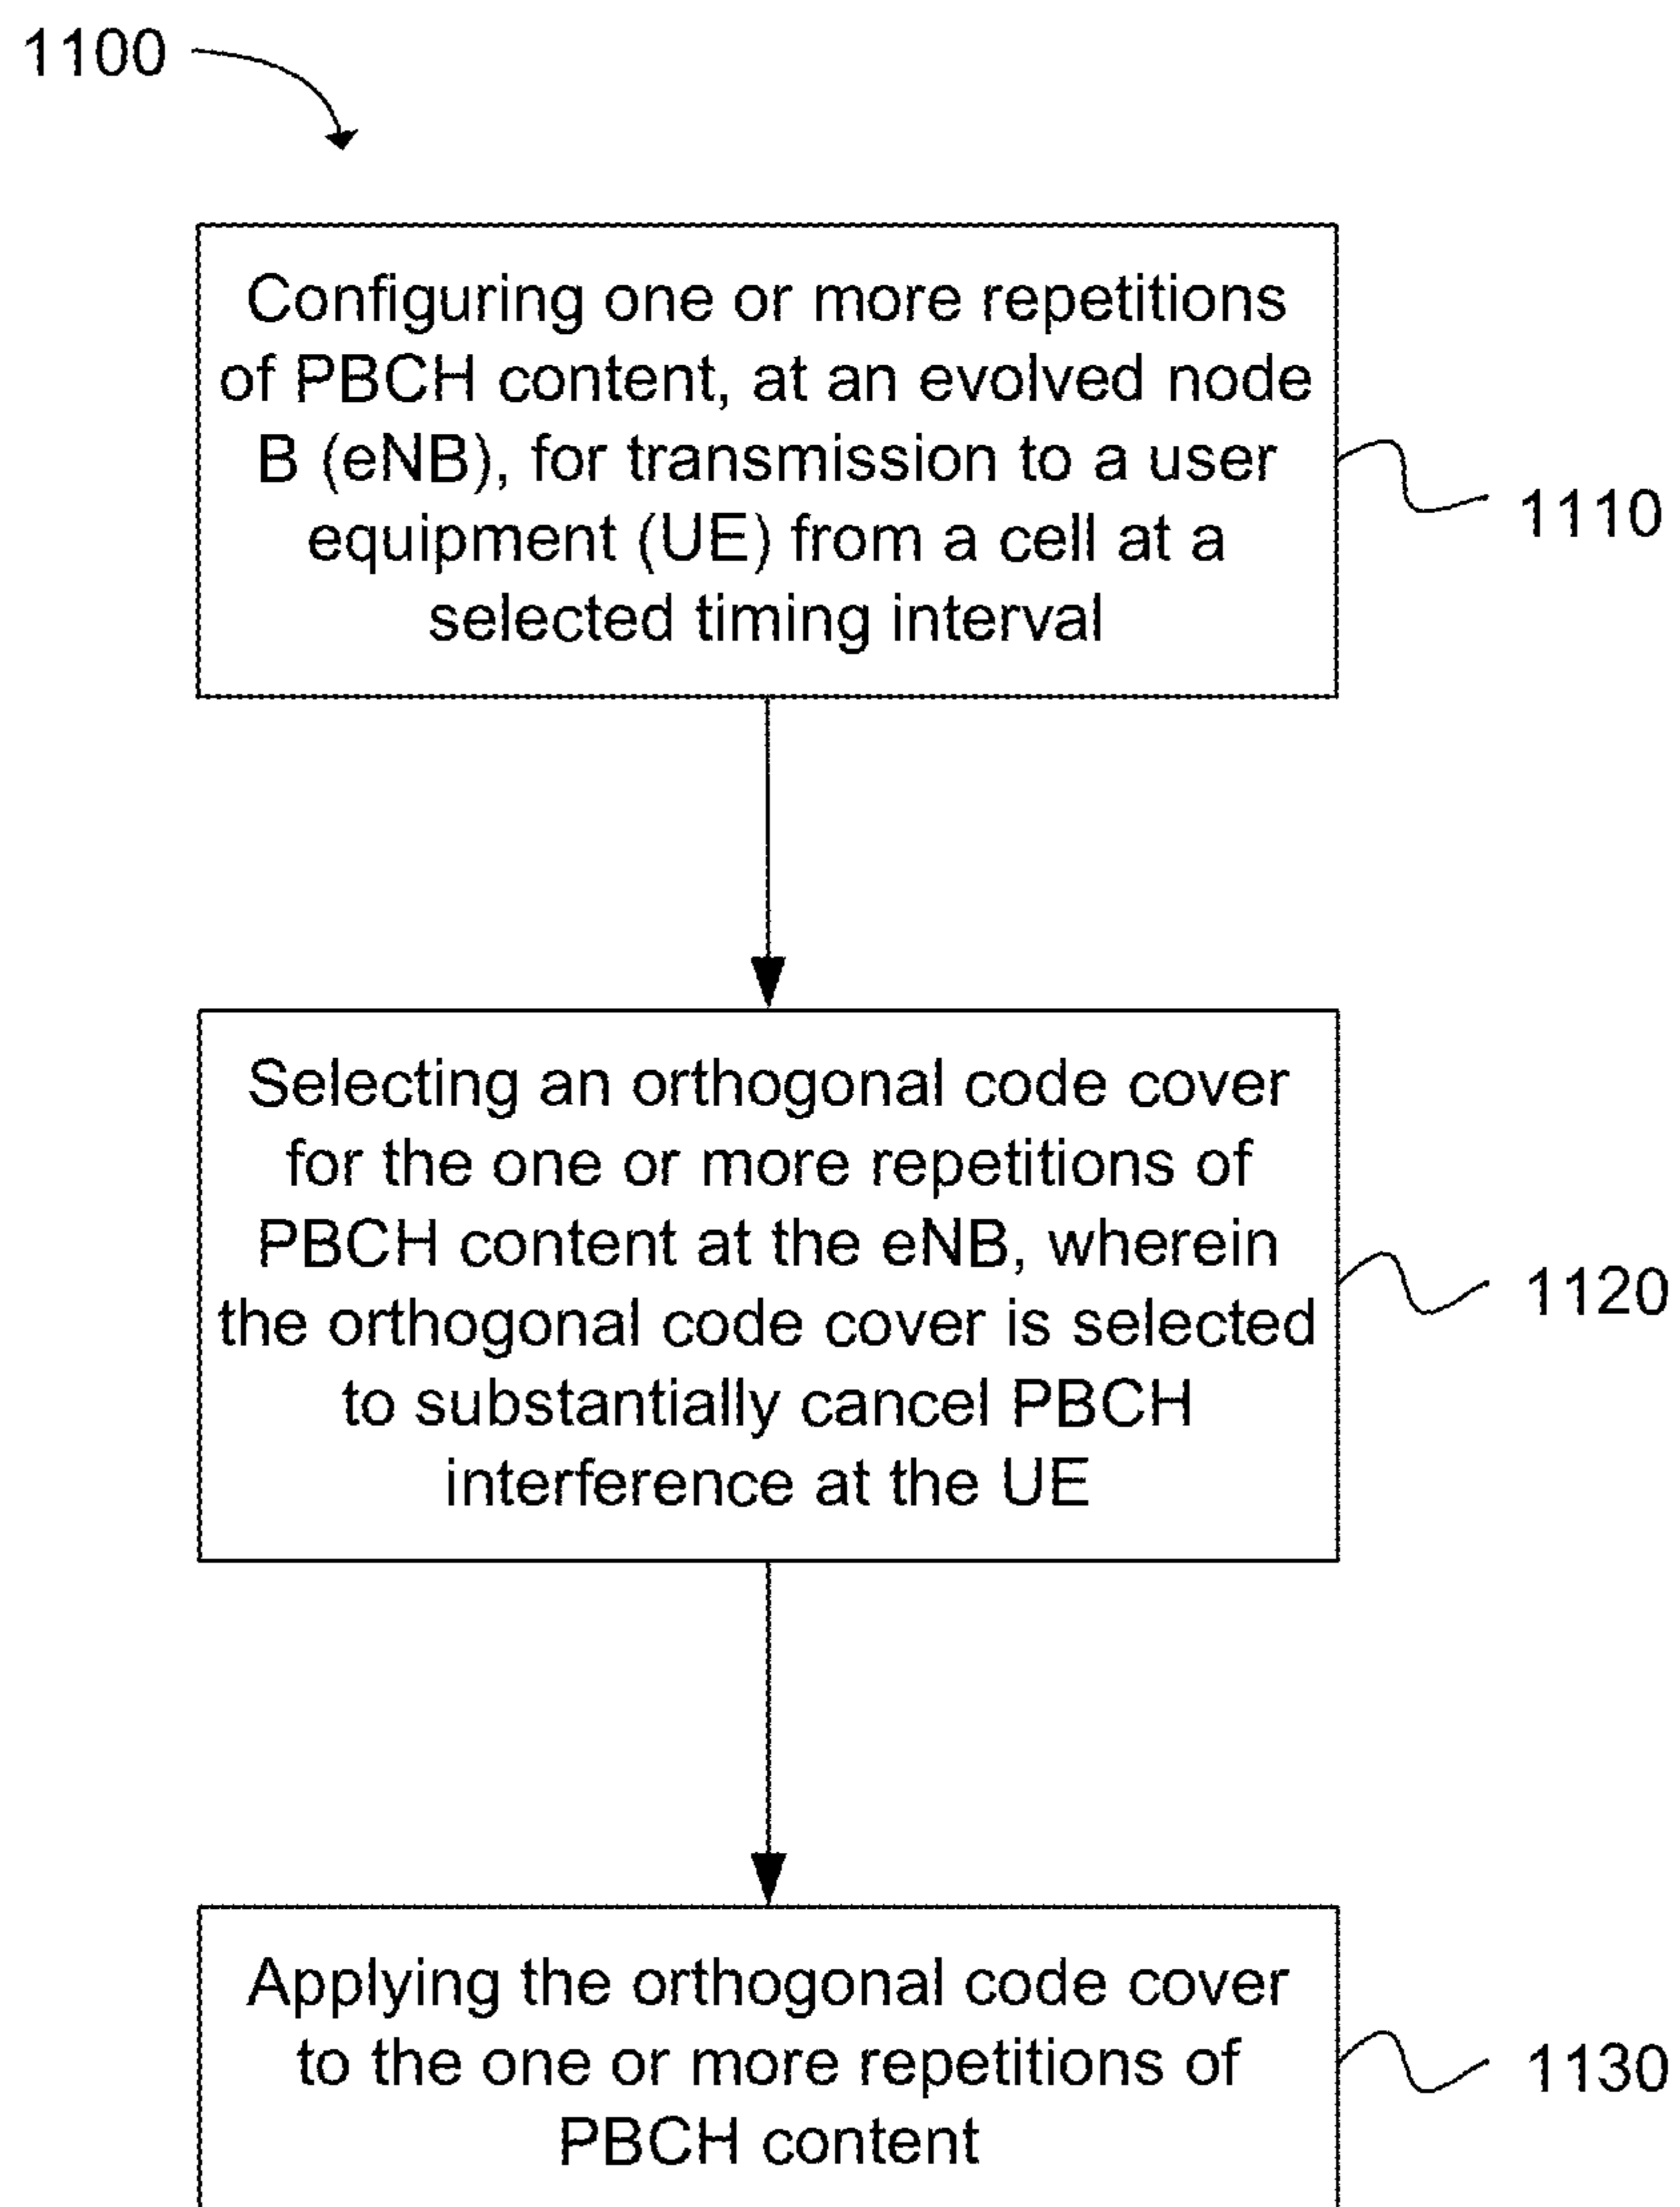 1100
Configuring one or more repetitions
of PBCH content, at an evolved node
B (eNB), for transmission to a user
equipment (UE) from a cell at a
selected timing interval
1110
Selecting an orthogonal code cover
for the one or more repetitions of
PBCH content at the eNB, wherein
the orthogonal code cover is selected
to substantially cancel PBCH
interference at the UE
1120
Applying the orthogonal code cover
to the one or more repetitions of
PBCH content
1130